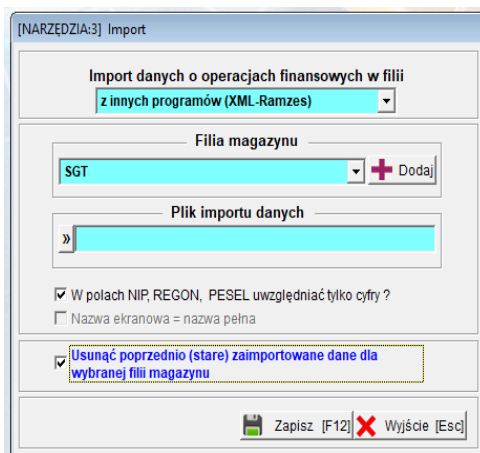 [NARZĘDZIA:3] Import
Import danych o operacjach finansowych w filii
z innych programów (XML-Ramzes)
Filia magazynu
SGT
Dodaj
Plik importu danych
»
W polach NIP, REGON, PESEL uwzględniać tylko cyfry ?
Nazwa ekranowa = nazwa pełna
Usunąć poprzednio (stare) zaimportowane dane dla
wybranej filii magazynu
Zapisz [F12] Wyjście [Esc]